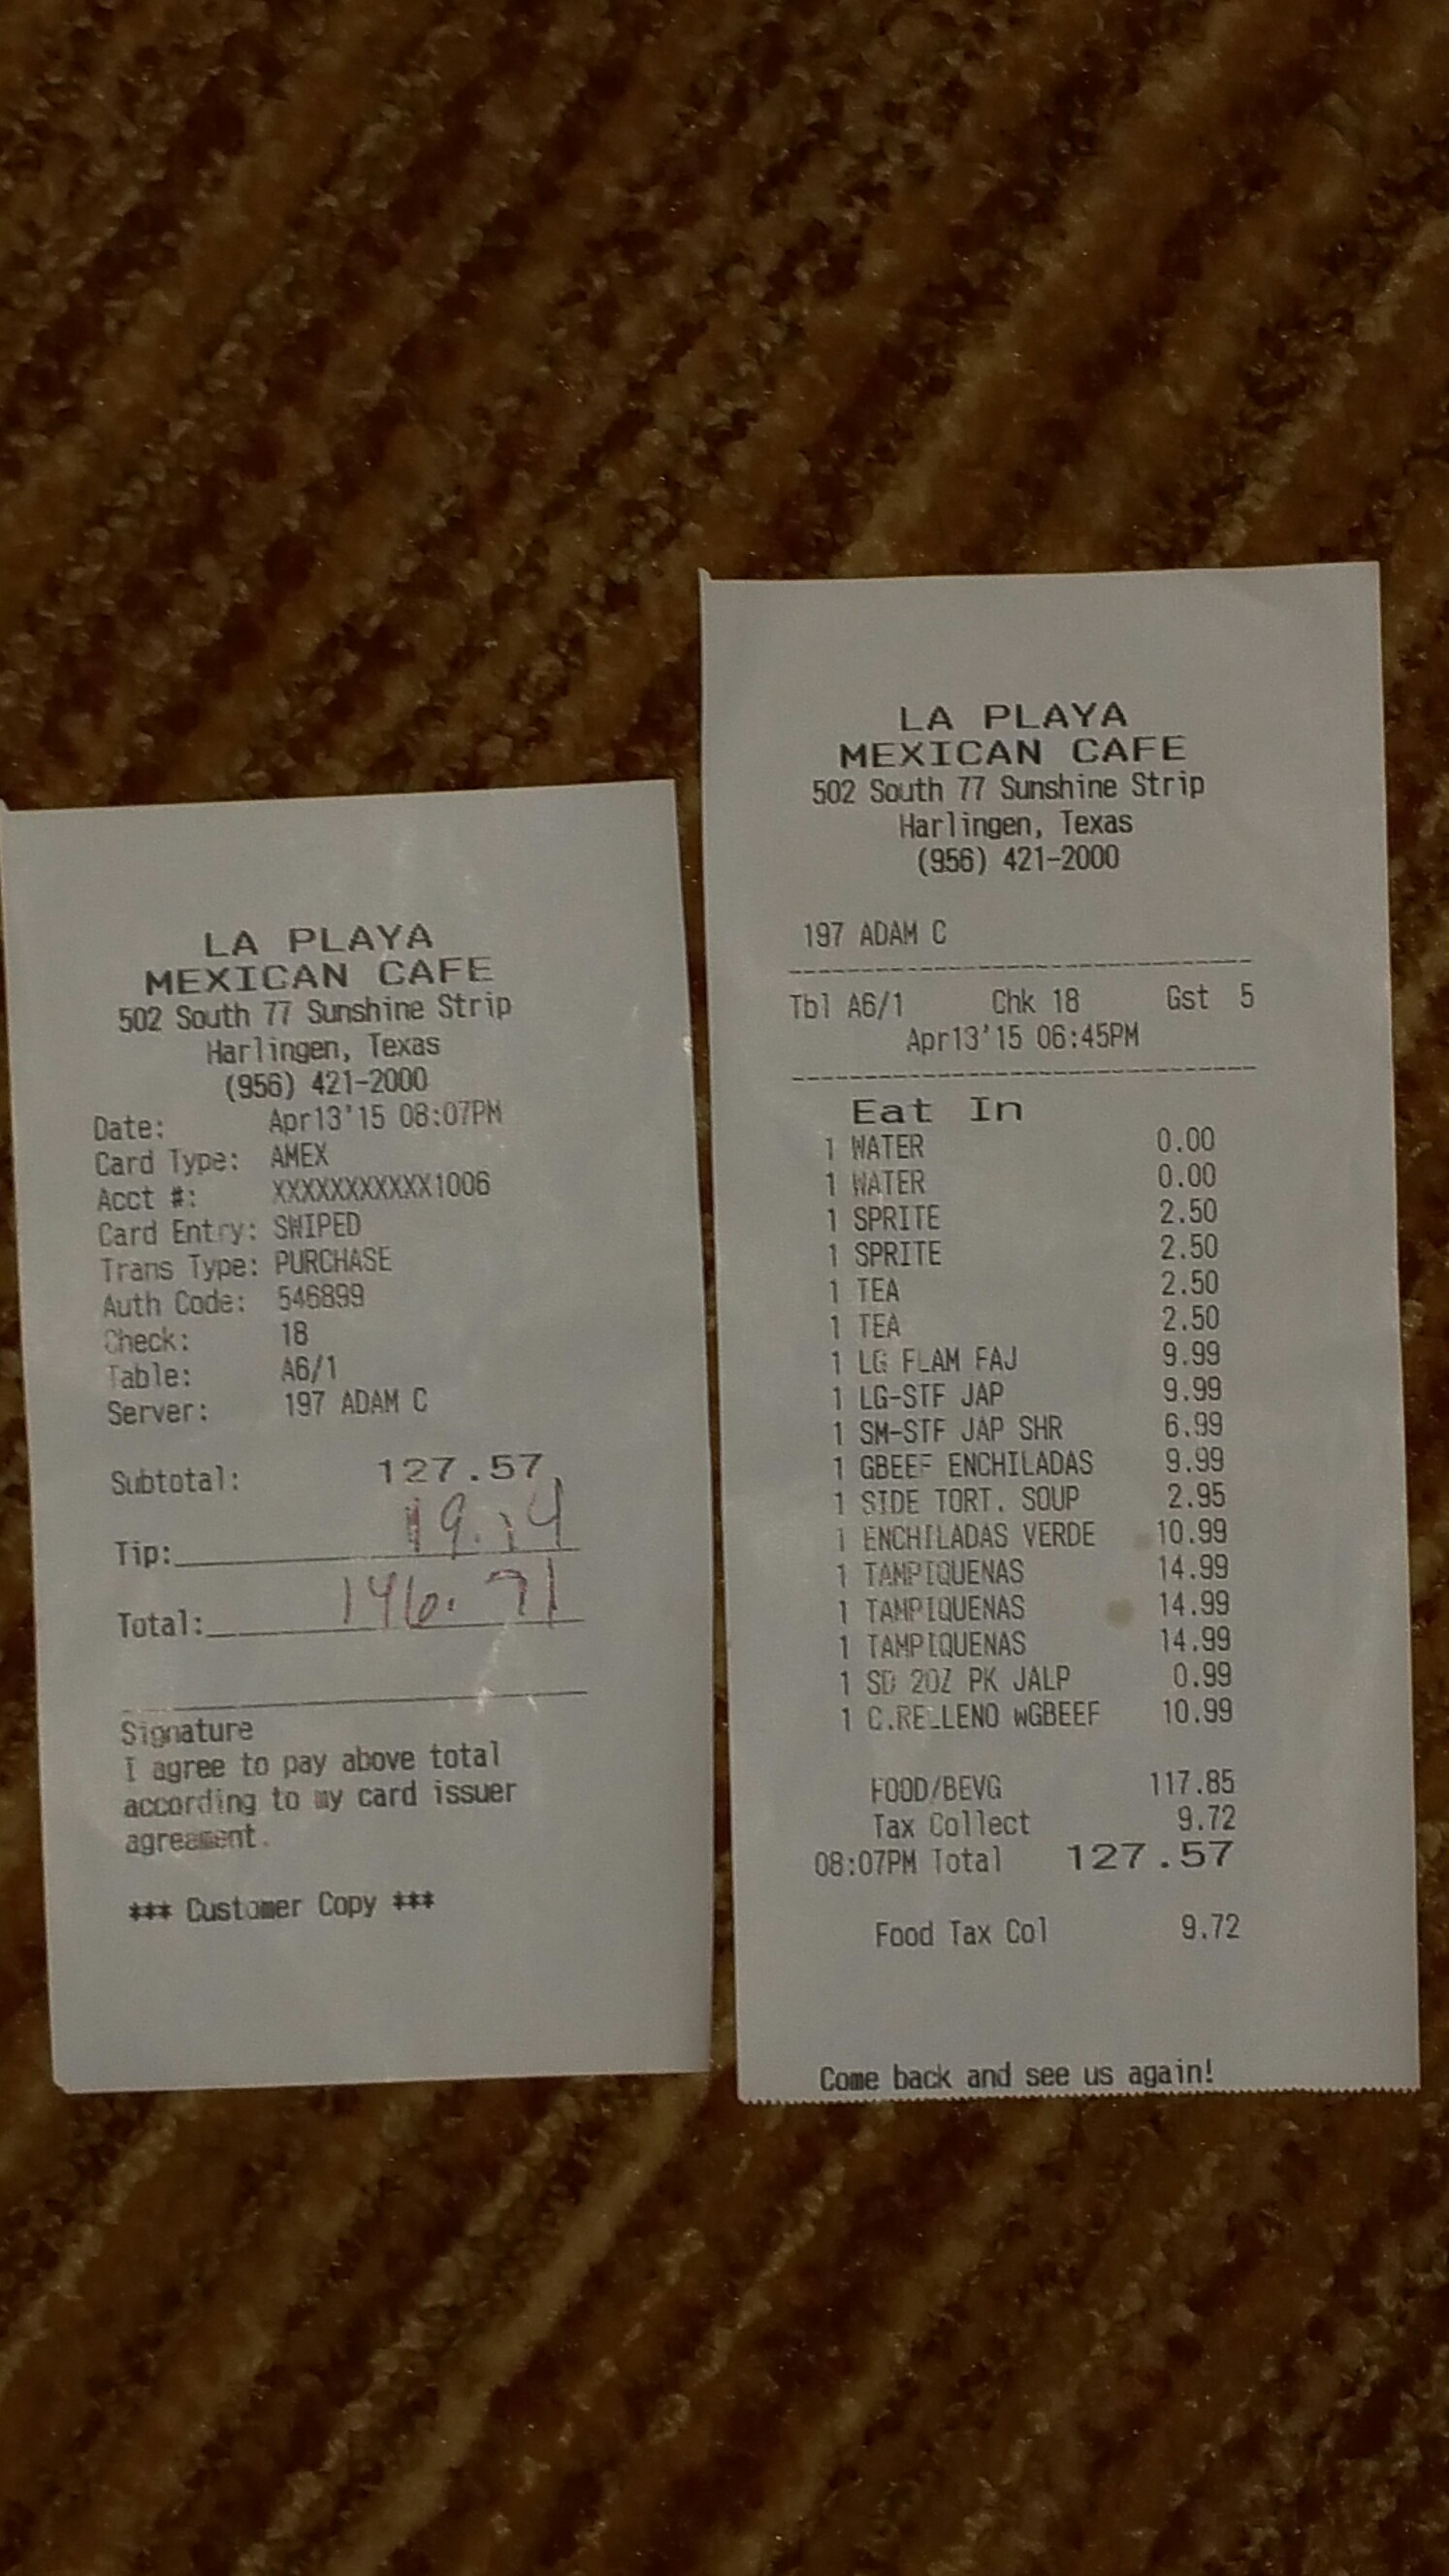 LA PLAYA
MEXICAN CAFE
502 South 77 Sunshine Strip
Harlingen, Texas
(956) 421-2000
Date: Apr13'15 08:07PM
Card Type: AMEX
Acct #: XXXXXXXXXXX1006
Card Entry: SWIPED
Trans Type: PURCHASE
Auth Code: 546899
Check: 18
Table: A6/1
Server: 197 ADAM C
Subtotal: 127.57
Tip: 19.14
Total: 146.71
Signature
I agree to pay above total
according to my card issuer
agreement.
*** Customer Copy ***
LA PLAYA
MEXICAN CAFE
502 South 77 Sunshine Strip
Harlingen, Texas
(956) 421-2000
197 ADAM C
Tbl A6/1 Chk 18 Gst 5
Apr13'15 06:45PM
Eat In
1 WATER 0.00
1 WATER 0.00
1 SPRITE 2.50
1 SPRITE 2.50
1 TEA 2.50
1 TEA 2.50
1 LG FLAM FAJ 9.99
1 LG-STF JAP 9.99
1 SM-STF JAP SHR 6.99
1 GBEEF ENCHILADAS 9.99
1 SIDE TORT. SOUP 2.95
1 ENCHILADAS VERDE 10.99
1 TAMPIQUENAS 14.99
1 TAMPIQUENAS 14.99
1 TAMPIQUENAS 14.99
1 SD 2OZ PK JALP 0.99
1 C.RELLENO wGBEEF 10.99
FOOD/BEVG 117.85
Tax Collect 9.72
08:07PM Total 127.57
Food Tax Col 9.72
Come back and see us again!